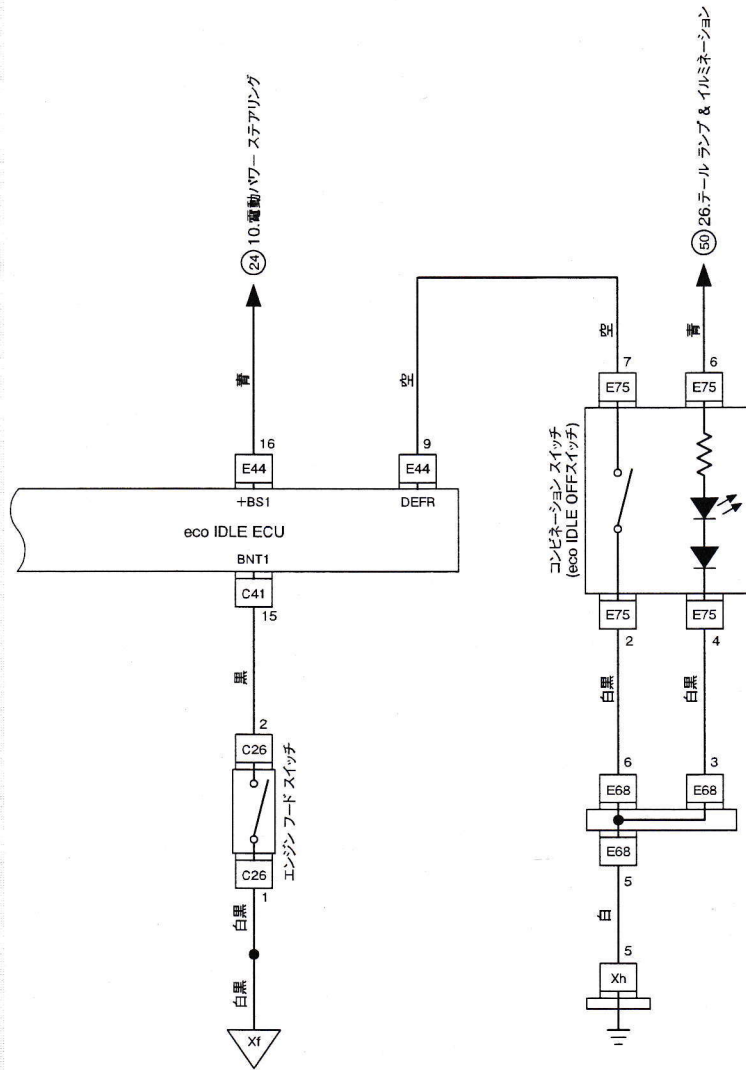 24 10.電動パワー ステアリング
青
16
E44
+BS1
eco IDLE ECU
BNT1
C41
15
黒
2
C26
エンジン フード スイッチ
C26
1
白黒
白黒
Xf
空
9
E44
DEFR
空
7
E75
コンビネーション スイッチ
(eco IDLE OFFスイッチ)
E75
2
白黒
6
E68
E68
5
白
5
Xh
50 26.テール ランプ & イルミネーション
青
6
E75
E75
4
白黒
3
E68